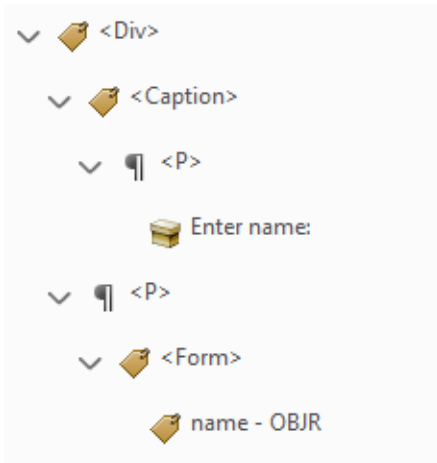 <Div>
<Caption>
<P>
Enter name:
<P>
<Form>
name - OBJR